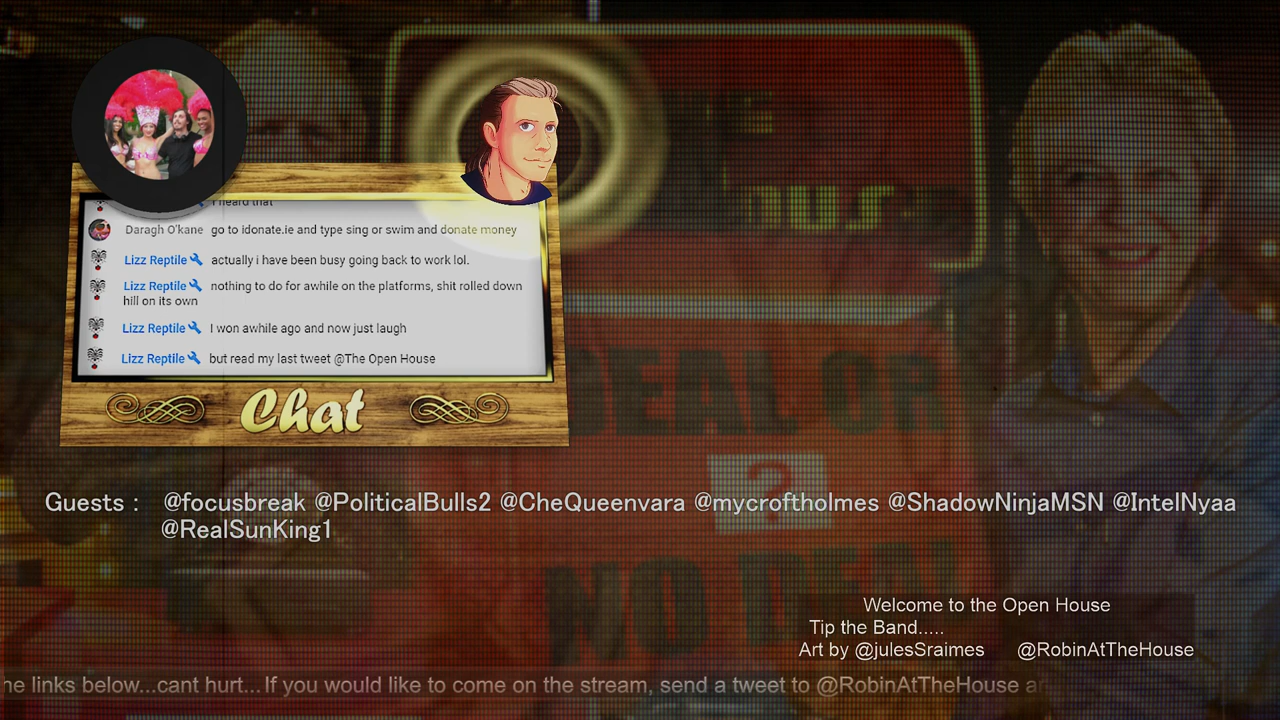 I heard that
Daragh O'kane go to idonate.ie and type sing or swim and donate money
Lizz Reptile actually i have been busy going back to work lol.
Lizz Reptile nothing to do for awhile on the platforms, shit rolled down
hill on its own
Lizz Reptile I won awhile ago and now just laugh
Lizz Reptile but read my last tweet @The Open House
Chat
DEAL OR
?
NO DEAL
Guests : @focusbreak @PoliticalBulls2 @CheQueenvara @mycroftholmes @ShadowNinjaMSN @IntelNyaa
@RealSunKing1
Welcome to the Open House
Tip the Band.....
Art by @julesSraimes @RobinAtTheHouse
he links below...cant hurt... If you would like to come on the stream, send a tweet to @RobinAtTheHouse